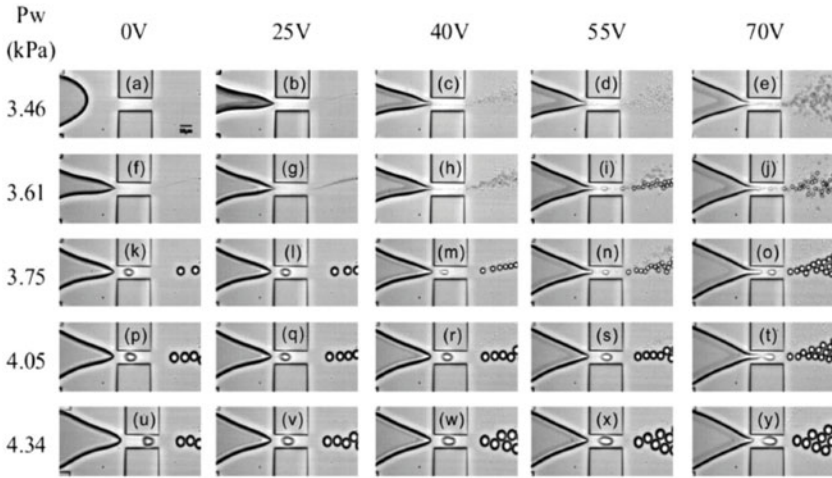 Pw
(kPa)
0V 25V 40V 55V 70V
3.46 (a) (b) (c) (d) (e)
3.61 (f) (g) (h) (i) (j)
3.75 (k) (l) (m) (n) (o)
4.05 (p) (q) (r) (s) (t)
4.34 (u) (v) (w) (x) (y)